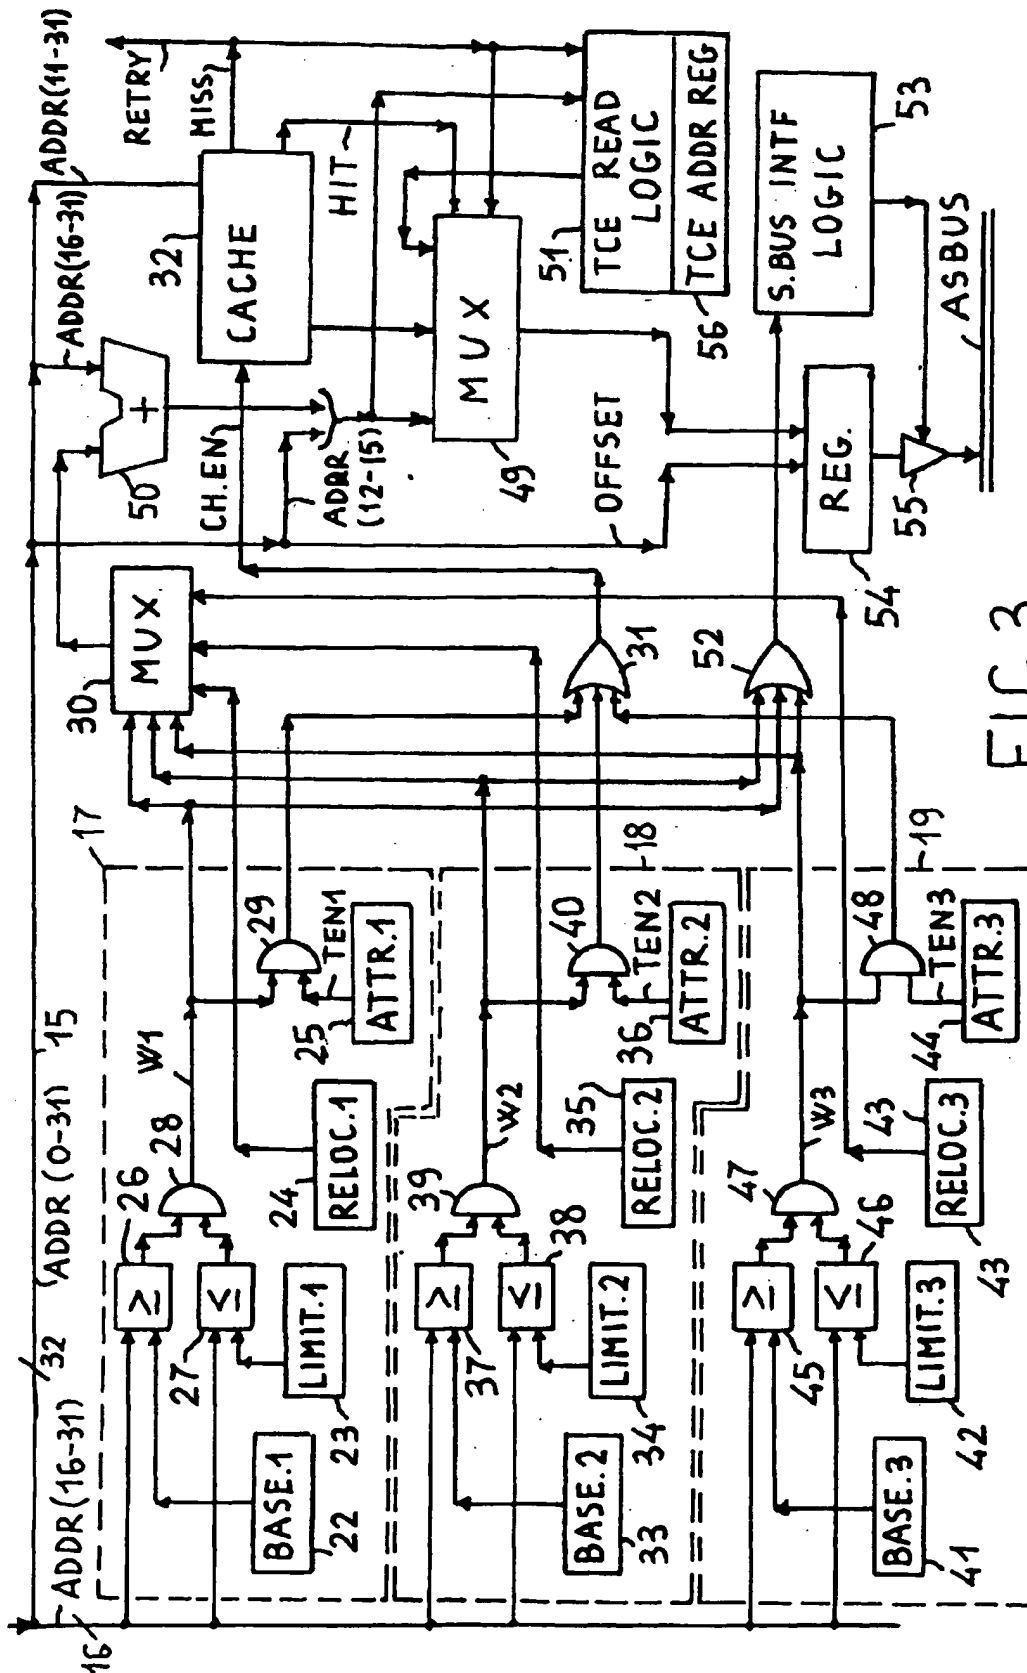 16
ADDR(16-31)
32
ADDR(0-31)
15
ADDR(16-31)
ADDR(11-31)
17
BASE.1
22
LIMIT.1
23
≥
26
≤
27
28
W1
RELOC.1
24
ATTR.1
25
TEN1
29
BASE.2
33
LIMIT.2
34
≥
37
≤
38
39
W2
RELOC.2
35
ATTR.2
36
TEN2
40
18
BASE.3
41
LIMIT.3
42
≥
45
≤
46
47
W3
RELOC.3
43
43
ATTR.3
44
TEN3
48
19
30
MUX
31
52
+
50
CH.EN
ADRR
(12-15)
OFFSET
CACHE
32
RETRY
MISS
HIT
MUX
49
TCE READ
LOGIC
51
TCE ADDR REG
56
S.BUS INTF
LOGIC
53
REG.
54
55
ASBUS
FIG.3